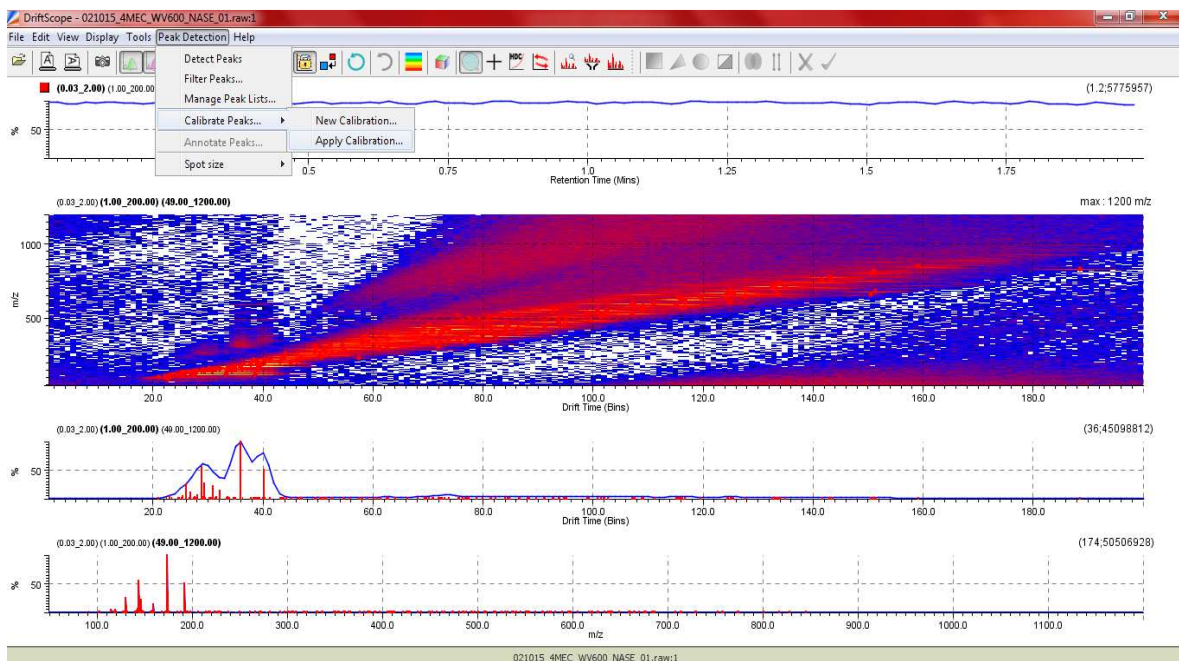 DriftScope - 021015_4MEC_WV600_NASE_01.raw:1
File Edit View Display Tools Peak Detection Help
Detect Peaks
Filter Peaks...
Manage Peak Lists...
Calibrate Peaks...
New Calibration...
Apply Calibration...
Annotate Peaks...
Spot size
(0.03_2.00) (1.00_200.00
(1.2;5775957)
%
50
0.5 0.75 1.0 1.25 1.5 1.75
Retention Time (Mins)
(0.03_2.00) (1.00_200.00) (49.00_1200.00) max : 1200 m/z
1000
m/z
500
20.0 40.0 60.0 80.0 100.0 120.0 140.0 160.0 180.0
Drift Time (Bins)
(0.03_2.00) (1.00_200.00) (49.00_1200.00) (36;45098812)
%
50
20.0 40.0 60.0 80.0 100.0 120.0 140.0 160.0 180.0
Drift Time (Bins)
(0.03_2.00) (1.00_200.00) (49.00_1200.00) (174;50506928)
%
50
100.0 200.0 300.0 400.0 500.0 600.0 700.0 800.0 900.0 1000.0 1100.0
m/z
021015_4MEC_WV600_NASE_01.raw:1